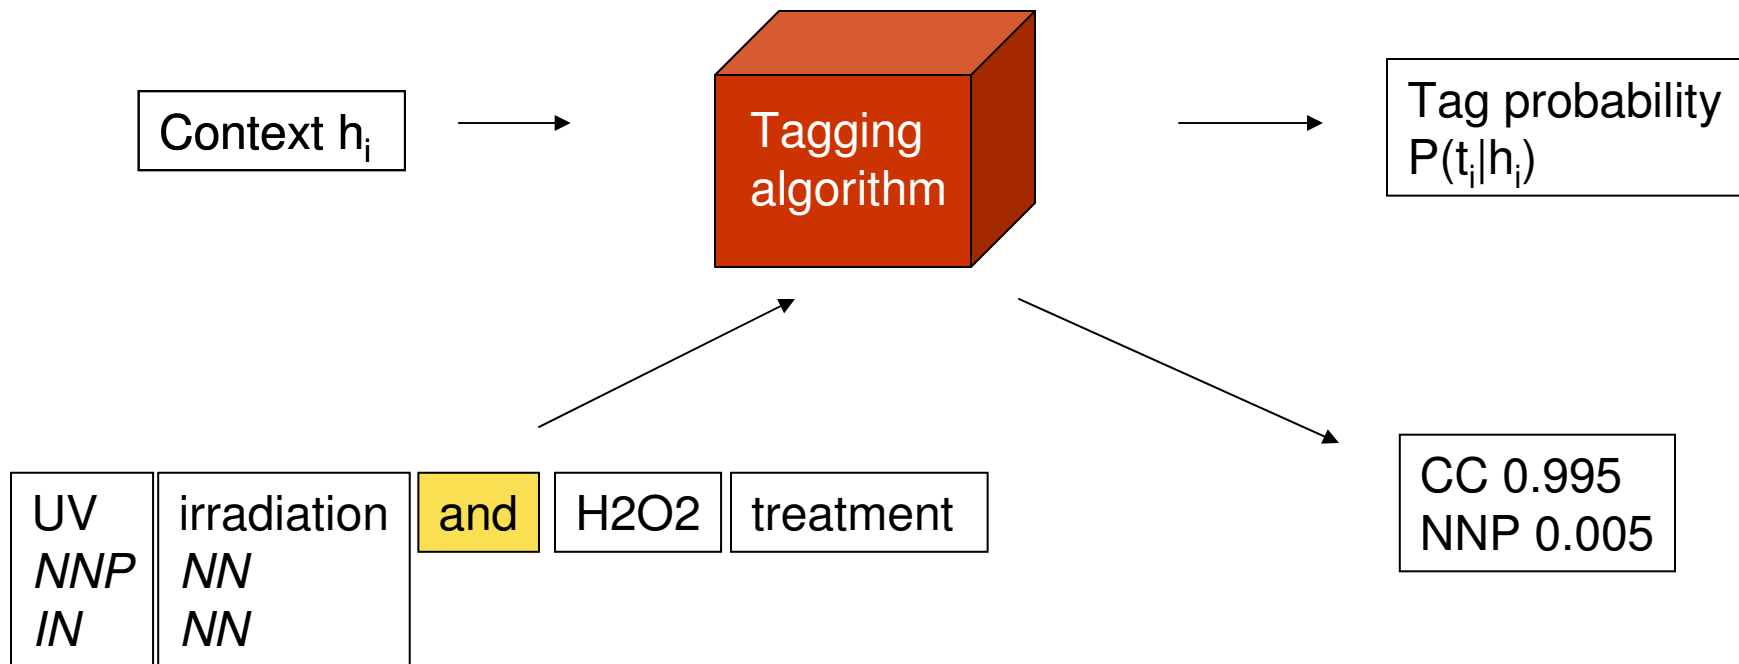 Context hi
Tagging
algorithm
Tag probability
P(ti|hi)
UV irradiation and H2O2 treatment
NNP NN
IN NN
CC 0.995
NNP 0.005